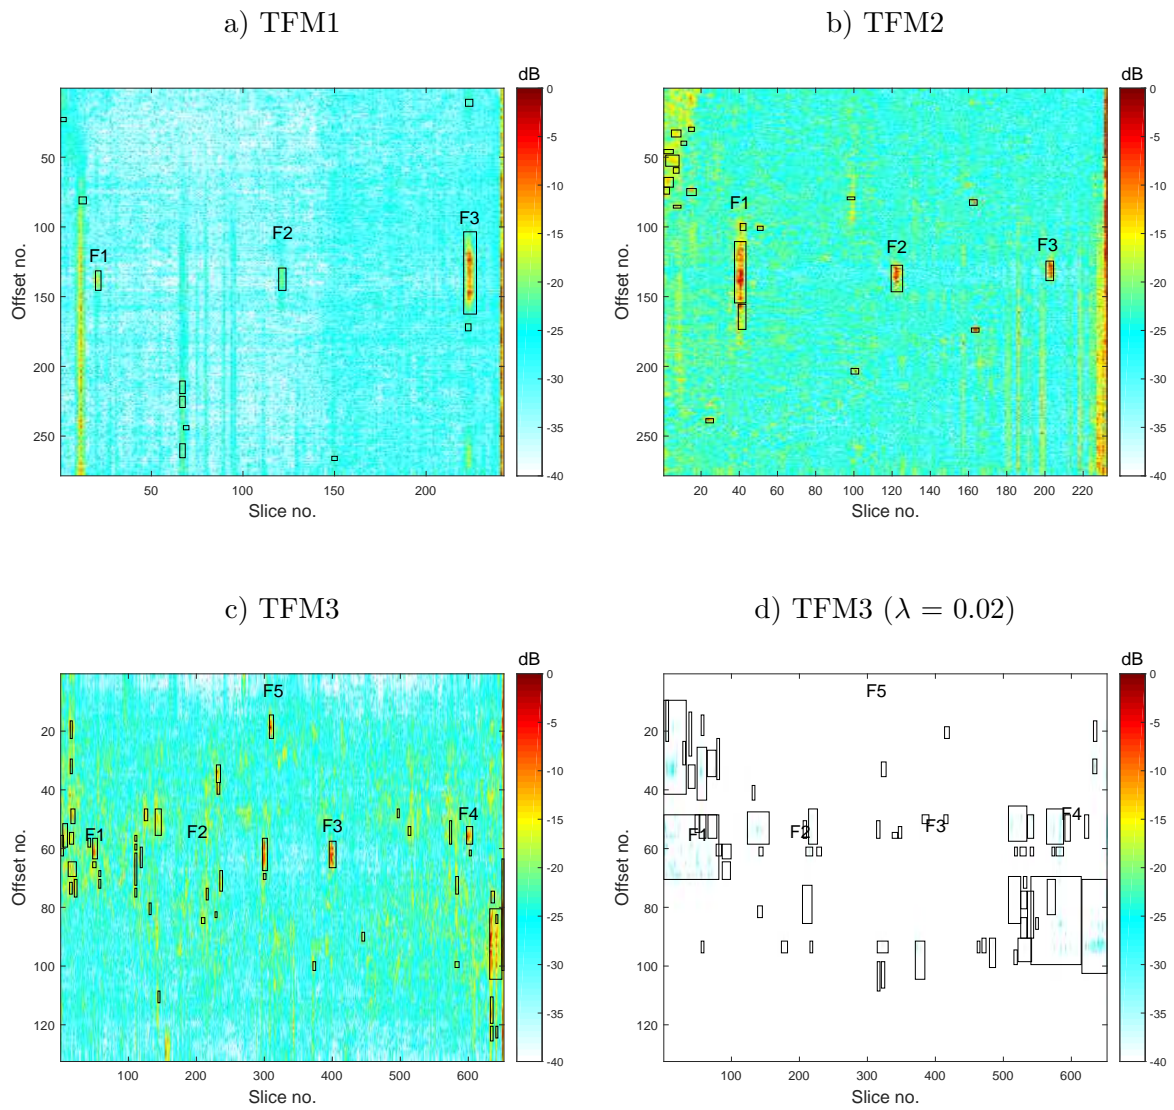 a) TFM1
b) TFM2
dB
dB
0
-5
-10
-15
-20
-25
-30
-35
-40
0
-5
-10
-15
-20
-25
-30
-35
-40
50
100
150
200
250
50
100
150
200
250
F1
F2
F3
F1
F2
F3
50
100
150
200
20
40
60
80
100
120
140
160
180
200
220
Offset no.
Offset no.
Slice no.
Slice no.
c) TFM3
d) TFM3 (λ = 0.02)
dB
dB
0
-5
-10
-15
-20
-25
-30
-35
-40
0
-5
-10
-15
-20
-25
-30
-35
-40
20
40
60
80
100
120
20
40
60
80
100
120
F5
F1
F2
F3
F4
F5
F1
F2
F3
F4
100
200
300
400
500
600
100
200
300
400
500
600
Offset no.
Offset no.
Slice no.
Slice no.